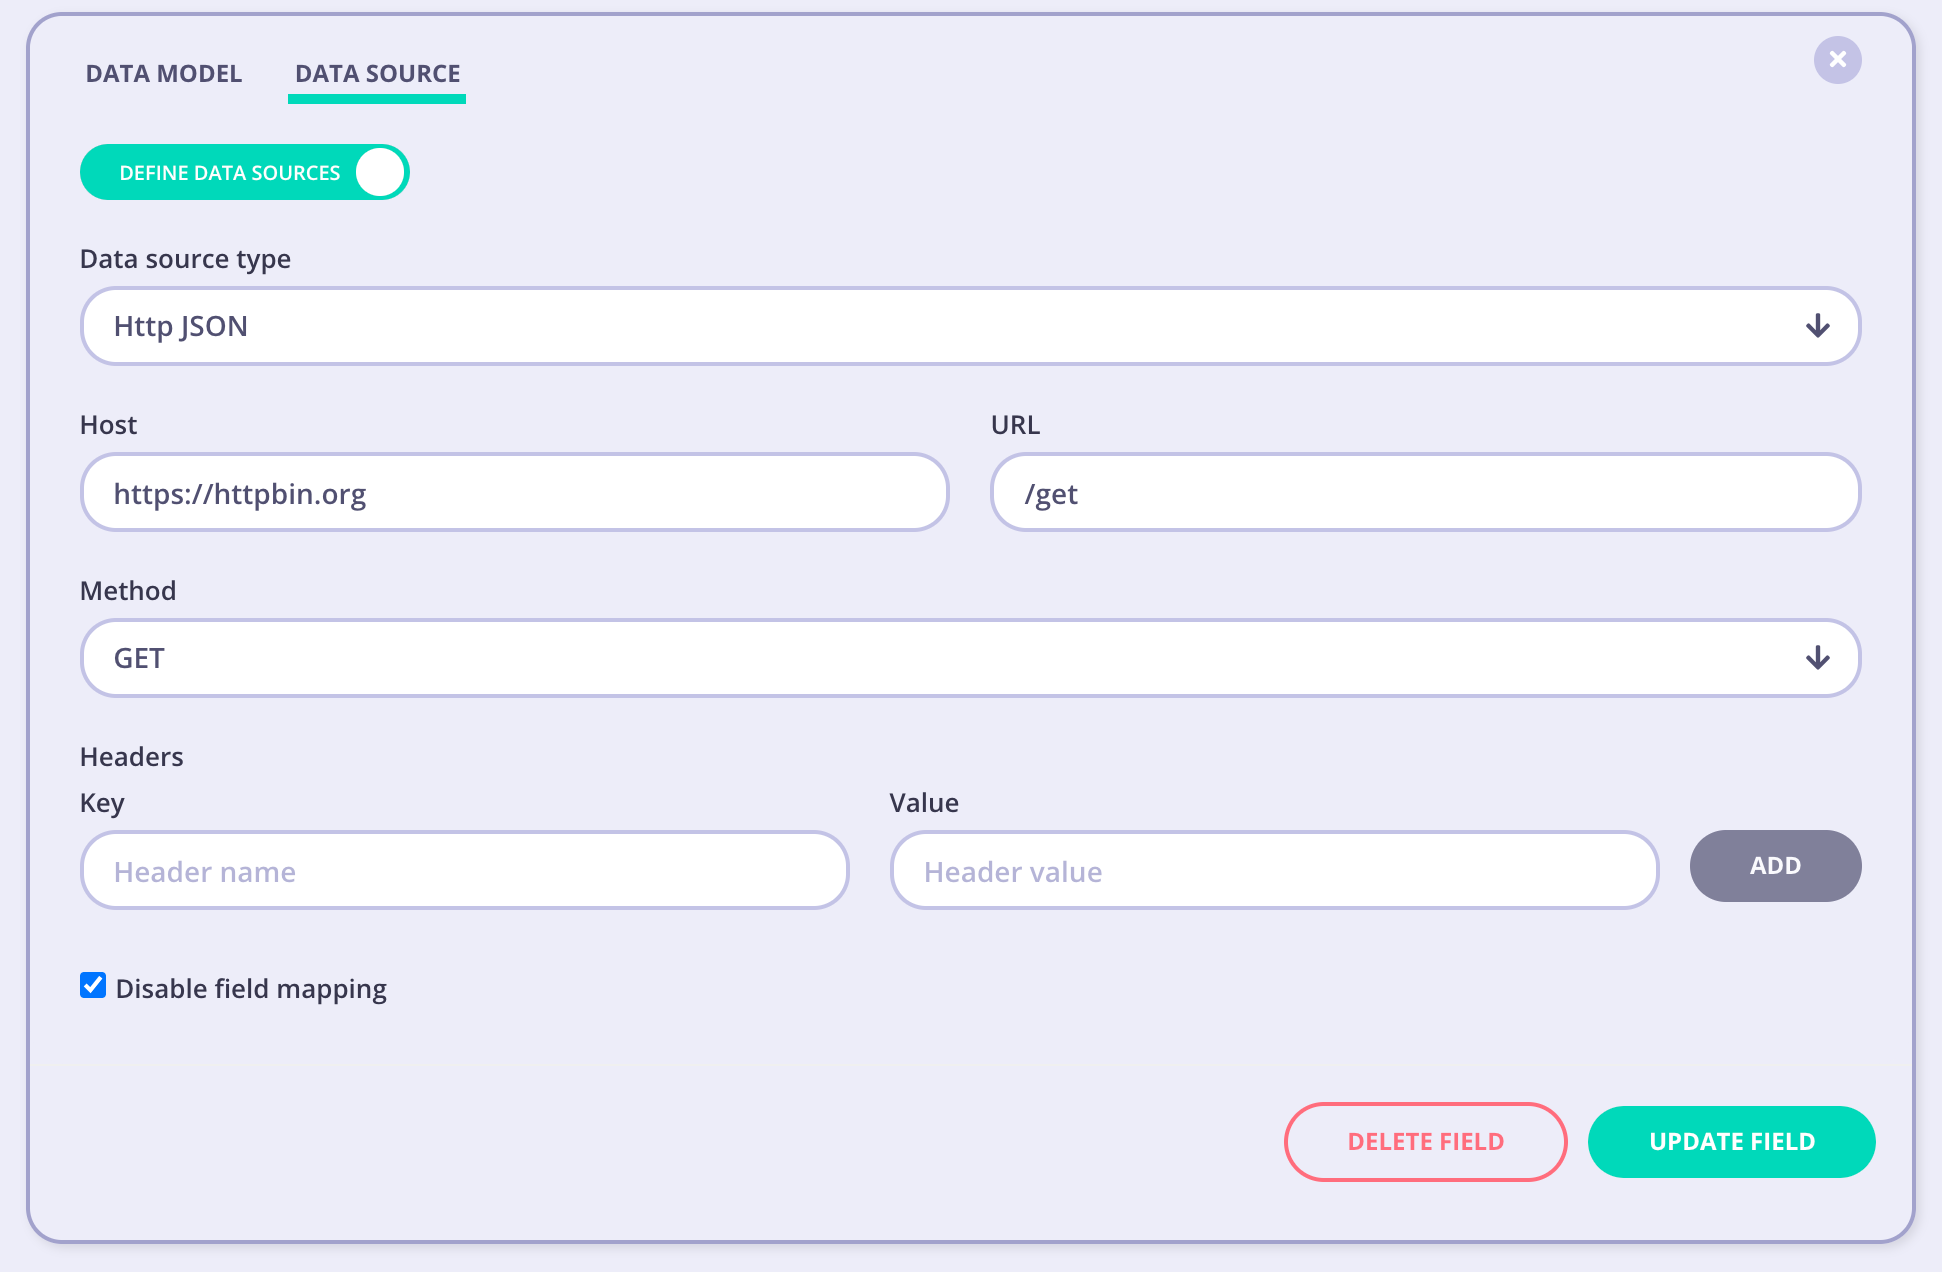 DATA MODEL DATA SOURCE
DEFINE DATA SOURCES
Data source type
Http JSON
Host URL
https://httpbin.org /get
Method
GET
Headers
Key Value
Header name Header value ADD
Disable field mapping
DELETE FIELD UPDATE FIELD